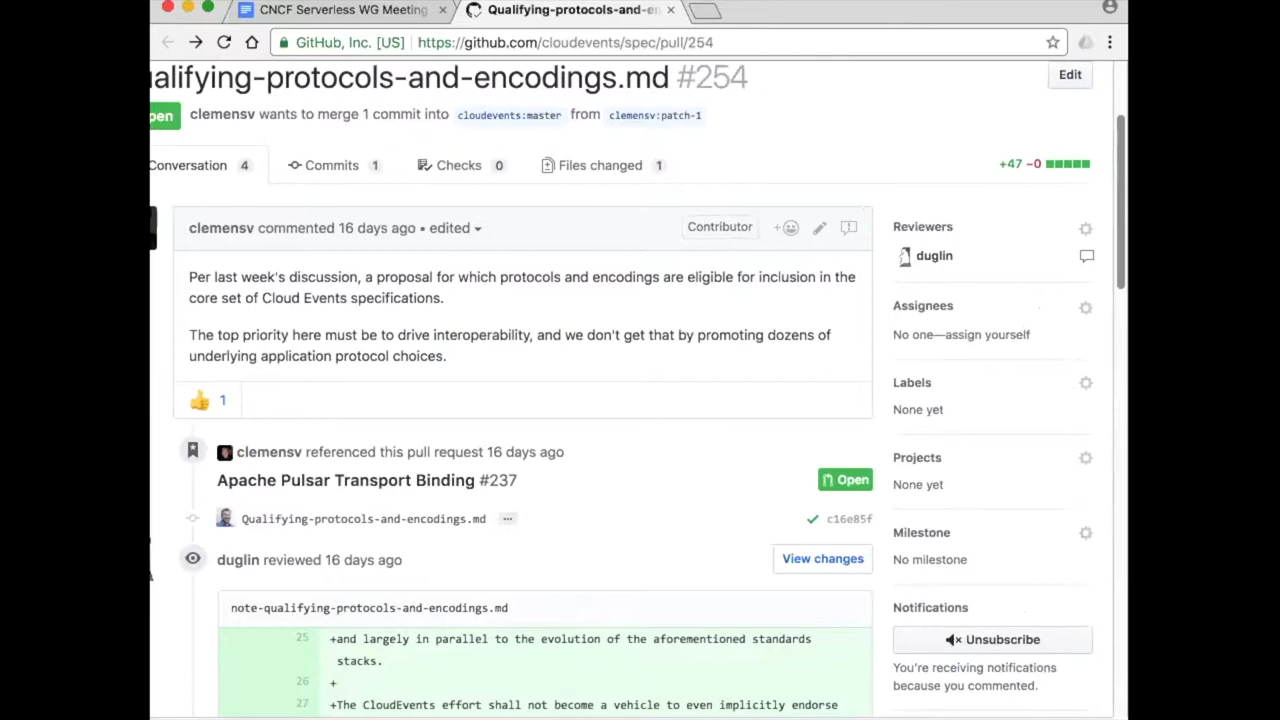 CNCF Serverless WG Meeting
Qualifying-protocols-and-en
GitHub, Inc. [US] https://github.com/cloudevents/spec/pull/254
alifying-protocols-and-encodings.md #254
Edit
pen
clemensv wants to merge 1 commit into cloudevents:master from clemensv:patch-1
Conversation 4
Commits 1
Checks 0
Files changed 1
+47 −0
clemensv commented 16 days ago • edited
Contributor
Per last week's discussion, a proposal for which protocols and encodings are eligible for inclusion in the
core set of Cloud Events specifications.
The top priority here must be to drive interoperability, and we don't get that by promoting dozens of
underlying application protocol choices.
1
clemensv referenced this pull request 16 days ago
Apache Pulsar Transport Binding #237
Open
Qualifying-protocols-and-encodings.md
c16e85f
duglin reviewed 16 days ago
View changes
note-qualifying-protocols-and-encodings.md
25 +and largely in parallel to the evolution of the aforementioned standards
stacks.
26 +
27 +The CloudEvents effort shall not become a vehicle to even implicitly endorse
Reviewers
duglin
Assignees
No one—assign yourself
Labels
None yet
Projects
None yet
Milestone
No milestone
Notifications
Unsubscribe
You're receiving notifications
because you commented.